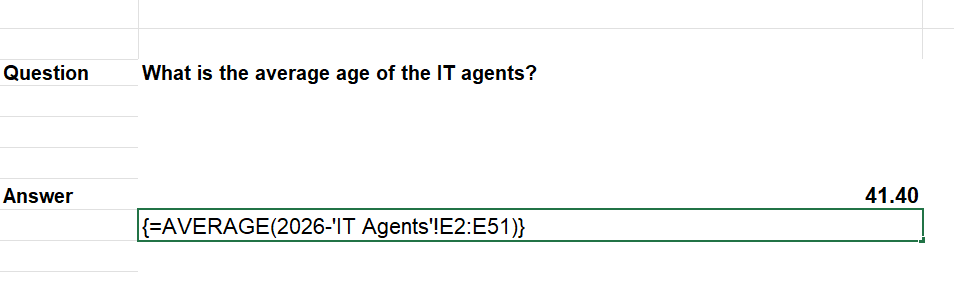 Question What is the average age of the IT agents?
Answer 41.40
{=AVERAGE(2026-'IT Agents'!E2:E51)}